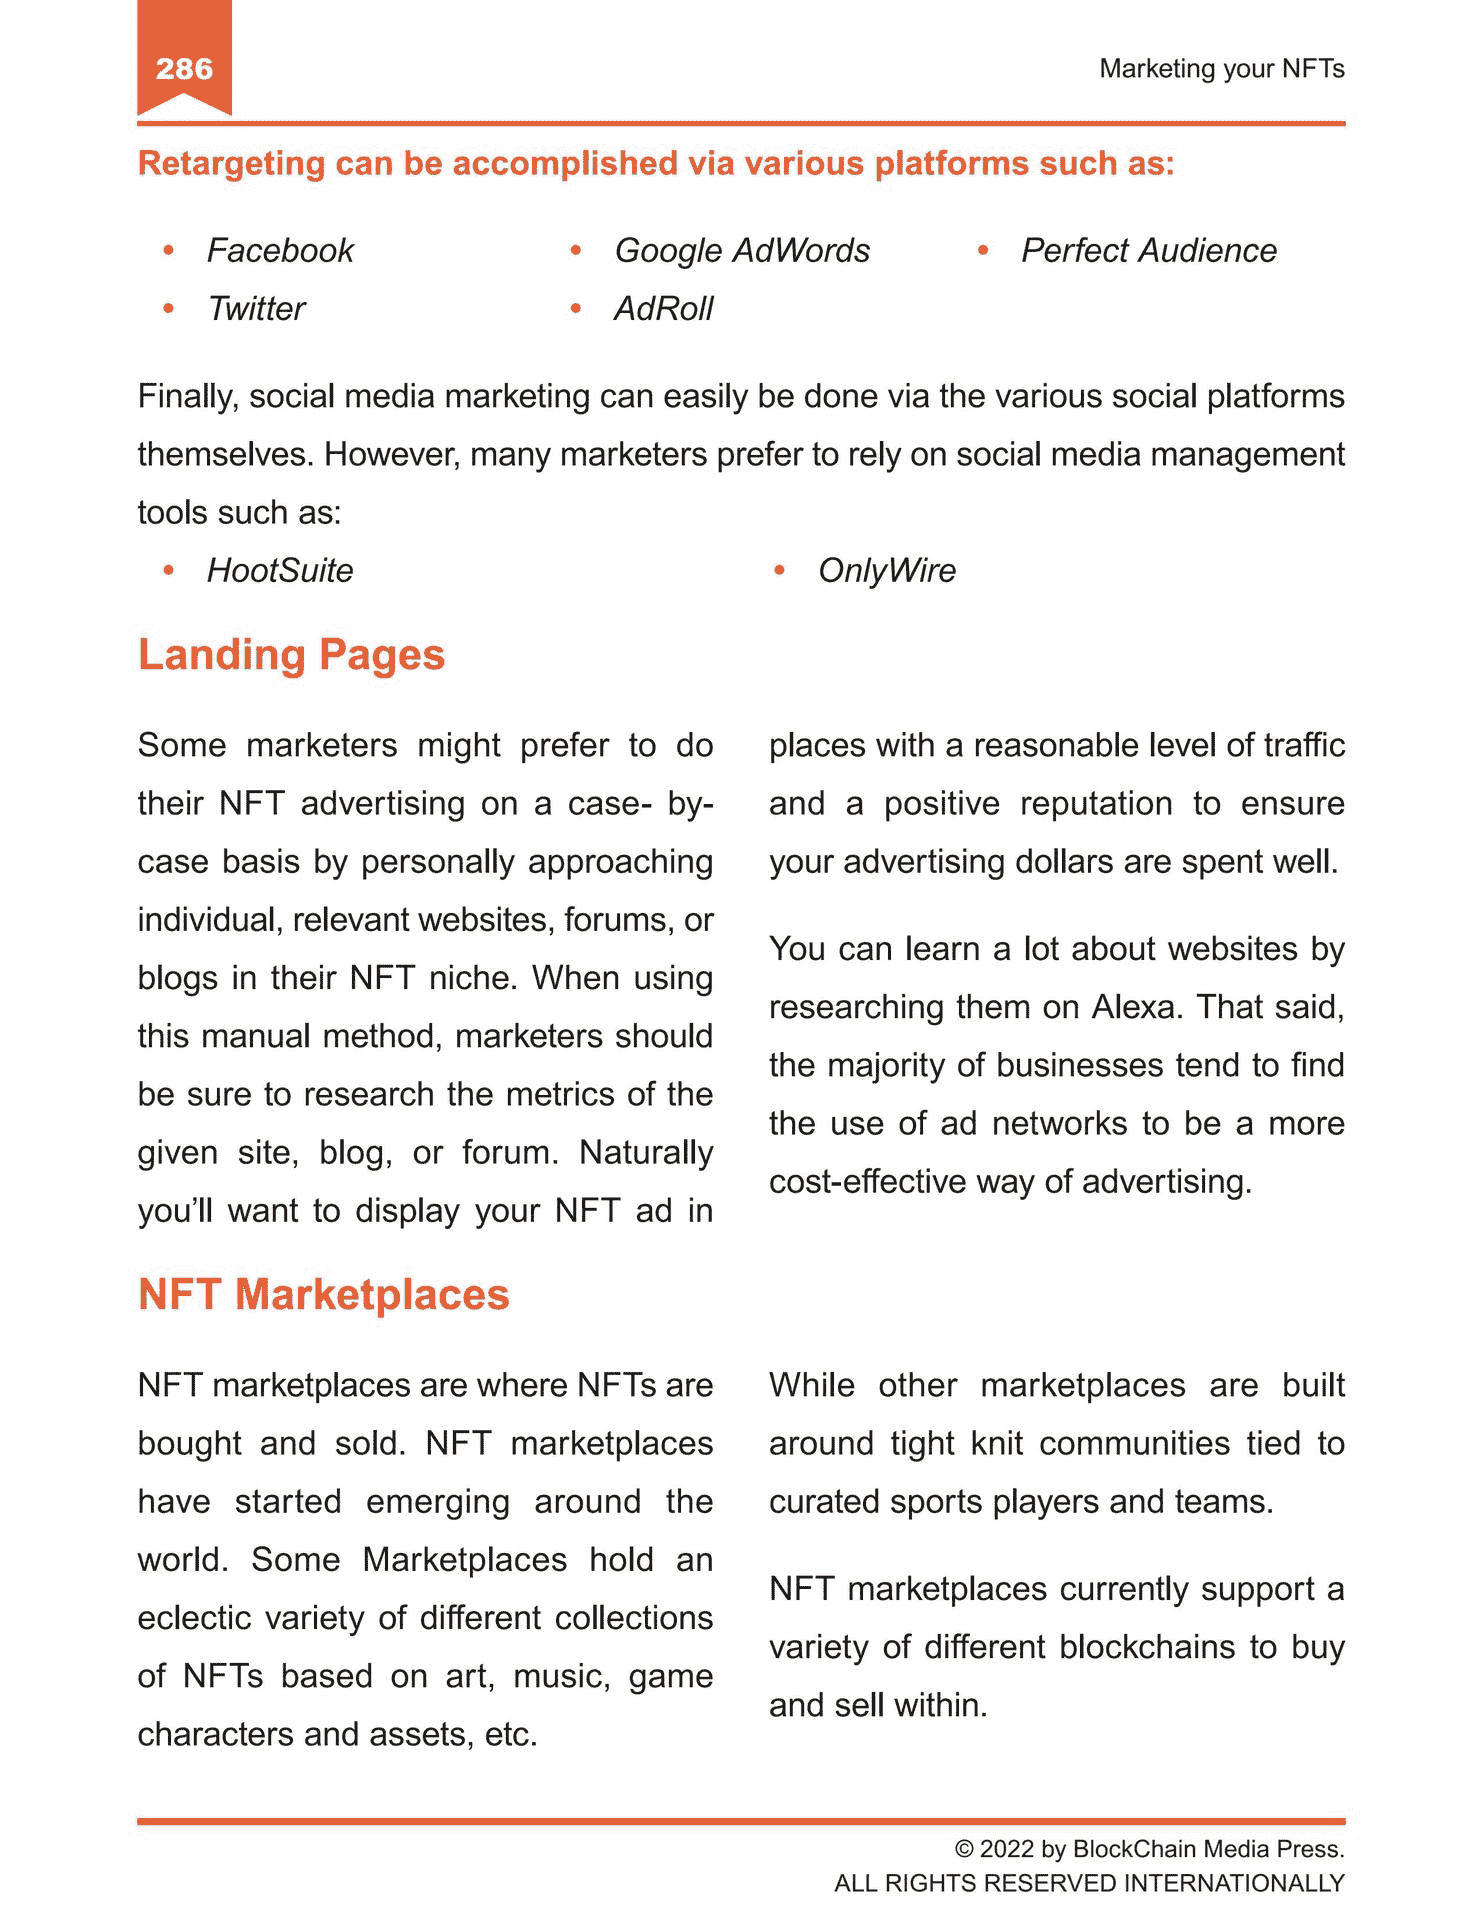 286
Marketing your NFTs
Retargeting can be accomplished via various platforms such as:
• Facebook
• Google AdWords
• Perfect Audience
• Twitter
• AdRoll
Finally, social media marketing can easily be done via the various social platforms
themselves. However, many marketers prefer to rely on social media management
tools such as:
• HootSuite
• OnlyWire
Landing Pages
Some marketers might prefer to do
their NFT advertising on a case- by-
case basis by personally approaching
individual, relevant websites, forums, or
blogs in their NFT niche. When using
this manual method, marketers should
be sure to research the metrics of the
given site, blog, or forum. Naturally
you’ll want to display your NFT ad in
places with a reasonable level of traffic
and a positive reputation to ensure
your advertising dollars are spent well.
You can learn a lot about websites by
researching them on Alexa. That said,
the majority of businesses tend to find
the use of ad networks to be a more
cost-effective way of advertising.
NFT Marketplaces
NFT marketplaces are where NFTs are
bought and sold. NFT marketplaces
have started emerging around the
world. Some Marketplaces hold an
eclectic variety of different collections
of NFTs based on art, music, game
characters and assets, etc.
While other marketplaces are built
around tight knit communities tied to
curated sports players and teams.
NFT marketplaces currently support a
variety of different blockchains to buy
and sell within.
© 2022 by BlockChain Media Press.
ALL RIGHTS RESERVED INTERNATIONALLY